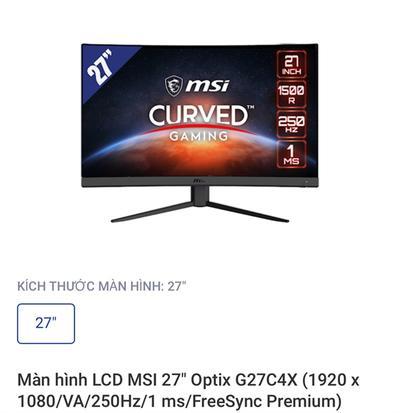 27"
msi
CURVED™
GAMING
27
INCH
1500
R
250
HZ
1
MS
msi
KÍCH THƯỚC MÀN HÌNH: 27"
27"
Màn hình LCD MSI 27" Optix G27C4X (1920 x
1080/VA/250Hz/1 ms/FreeSync Premium)